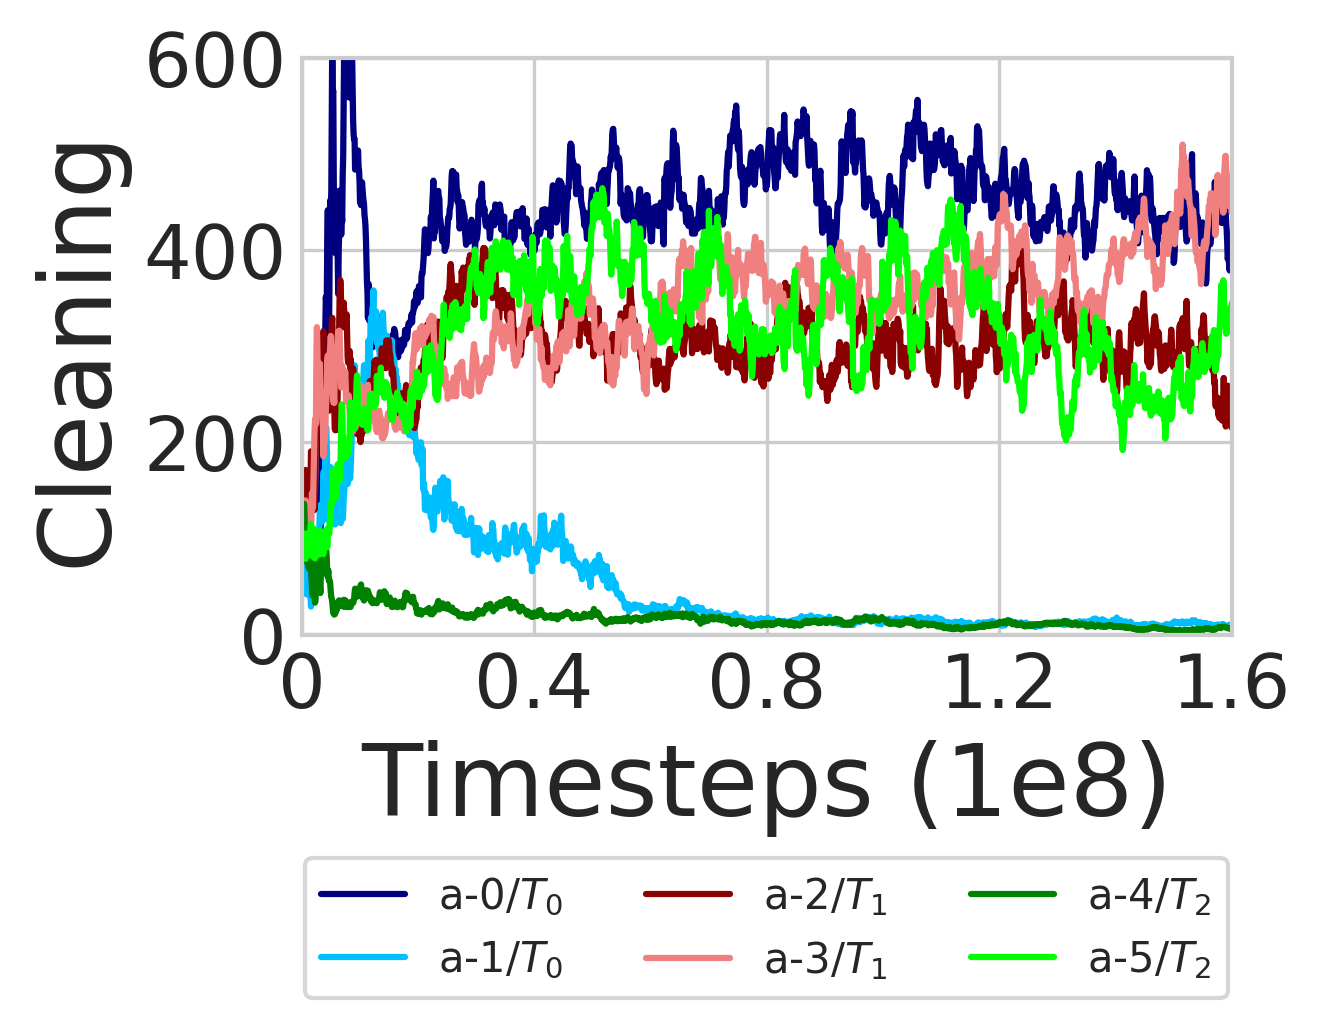 600
400
200
0
Cleaning
0 0.4 0.8 1.2 1.6
Timesteps (1e8)
a-0/T₀ a-2/T₁ a-4/T₂
a-1/T₀ a-3/T₁ a-5/T₂